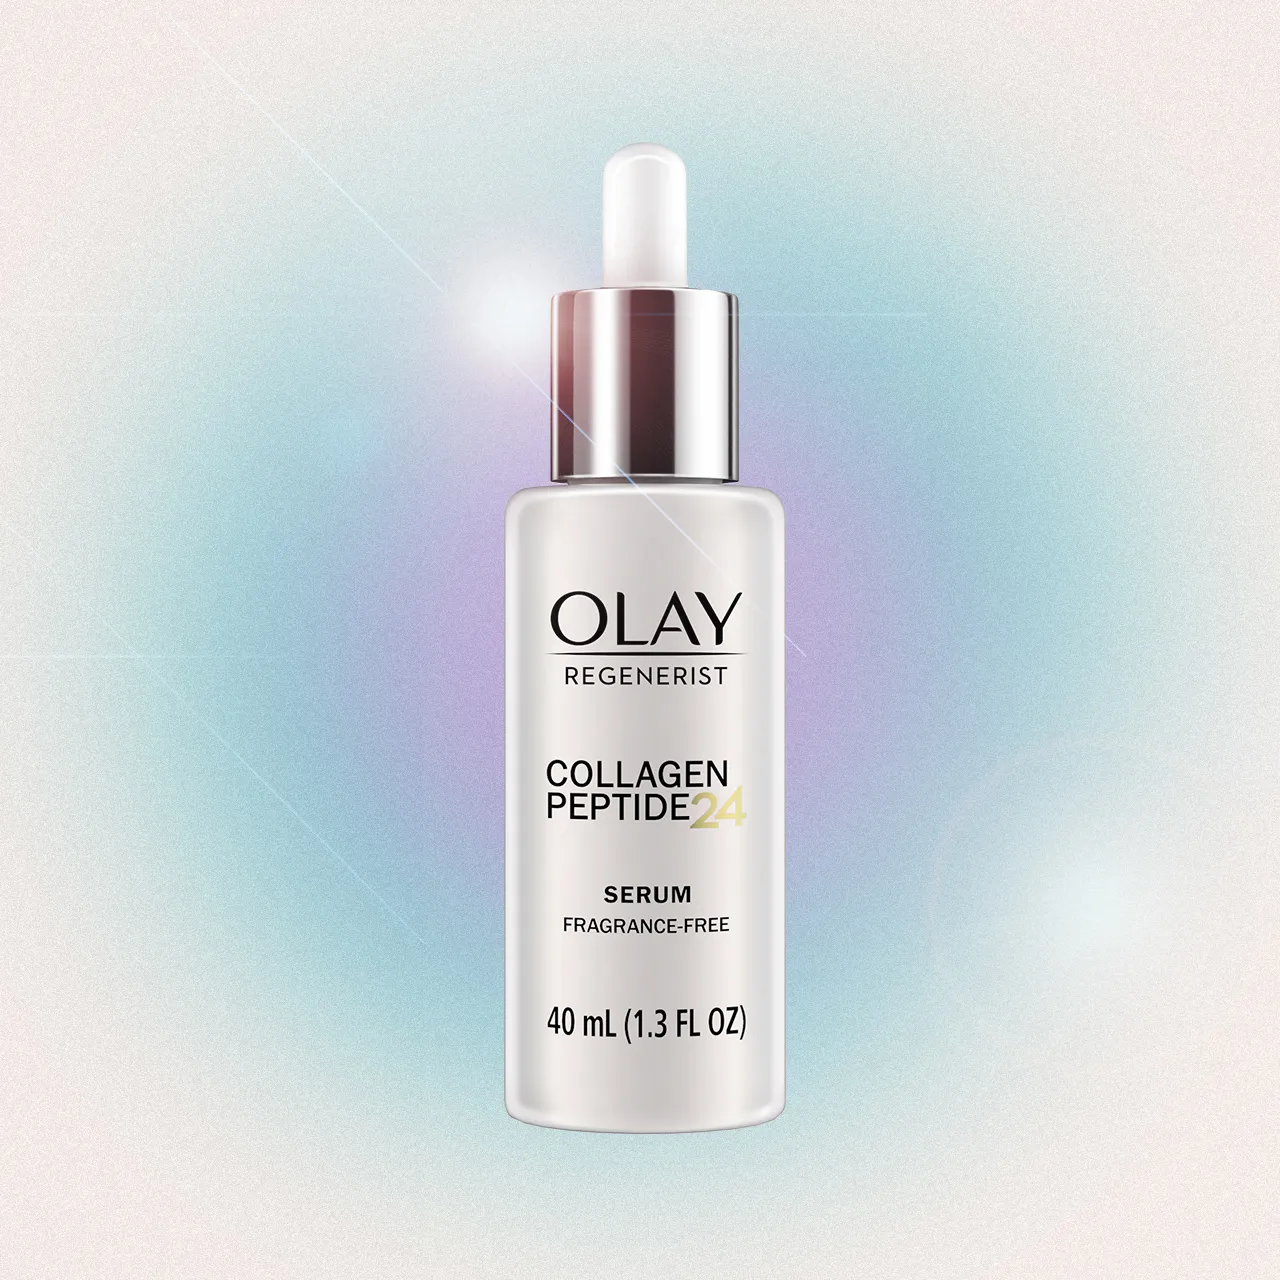 OLAY
REGENERIST
COLLAGEN
PEPTIDE24
SERUM
FRAGRANCE-FREE
40 mL (1.3 FL OZ)